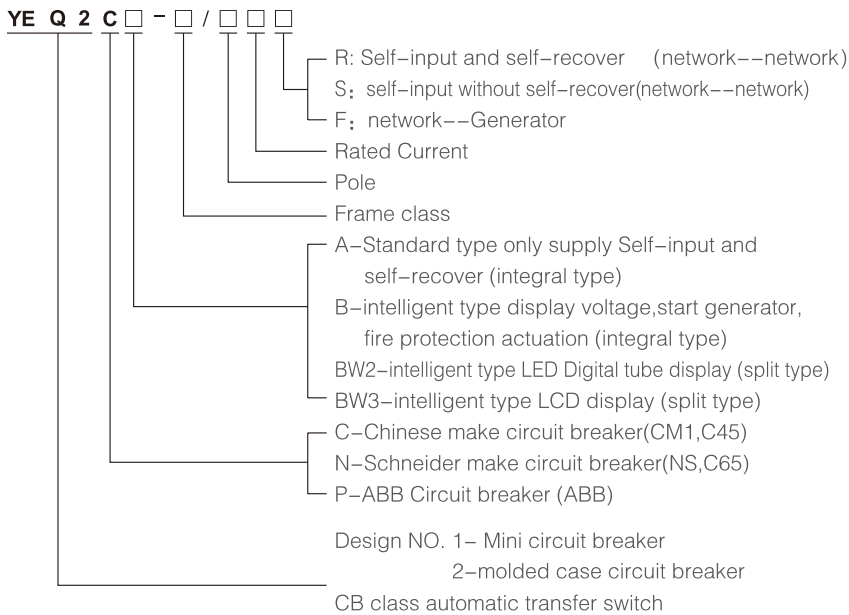 YE Q 2 C □ - □ / □ □ □
R: Self-input and self-recover (network--network)
S: self-input without self-recover(network--network)
F: network--Generator
Rated Current
Pole
Frame class
A-Standard type only supply Self-input and
self-recover (integral type)
B-intelligent type display voltage,start generator,
fire protection actuation (integral type)
BW2-intelligent type LED Digital tube display (split type)
BW3-intelligent type LCD display (split type)
C-Chinese make circuit breaker(CM1,C45)
N-Schneider make circuit breaker(NS,C65)
P-ABB Circuit breaker (ABB)
Design NO. 1- Mini circuit breaker
2-molded case circuit breaker
CB class automatic transfer switch